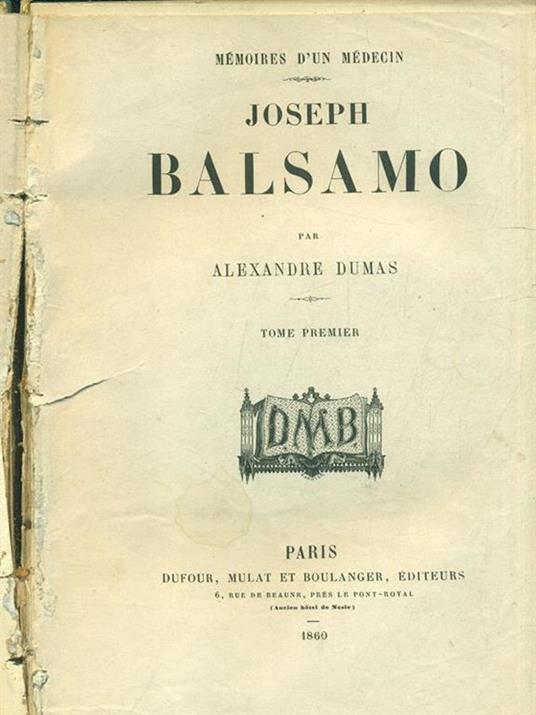 MÉMOIRES D'UN MÉDECIN
JOSEPH
BALSAMO
PAR
ALEXANDRE DUMAS
TOME PREMIER
DMB
PARIS
DUFOUR, MULAT ET BOULANGER, ÉDITEURS
6, RUE DE BEAUNE, PRÈS LE PONT-ROYAL
(Ancien hôtel de Nesle)
1860